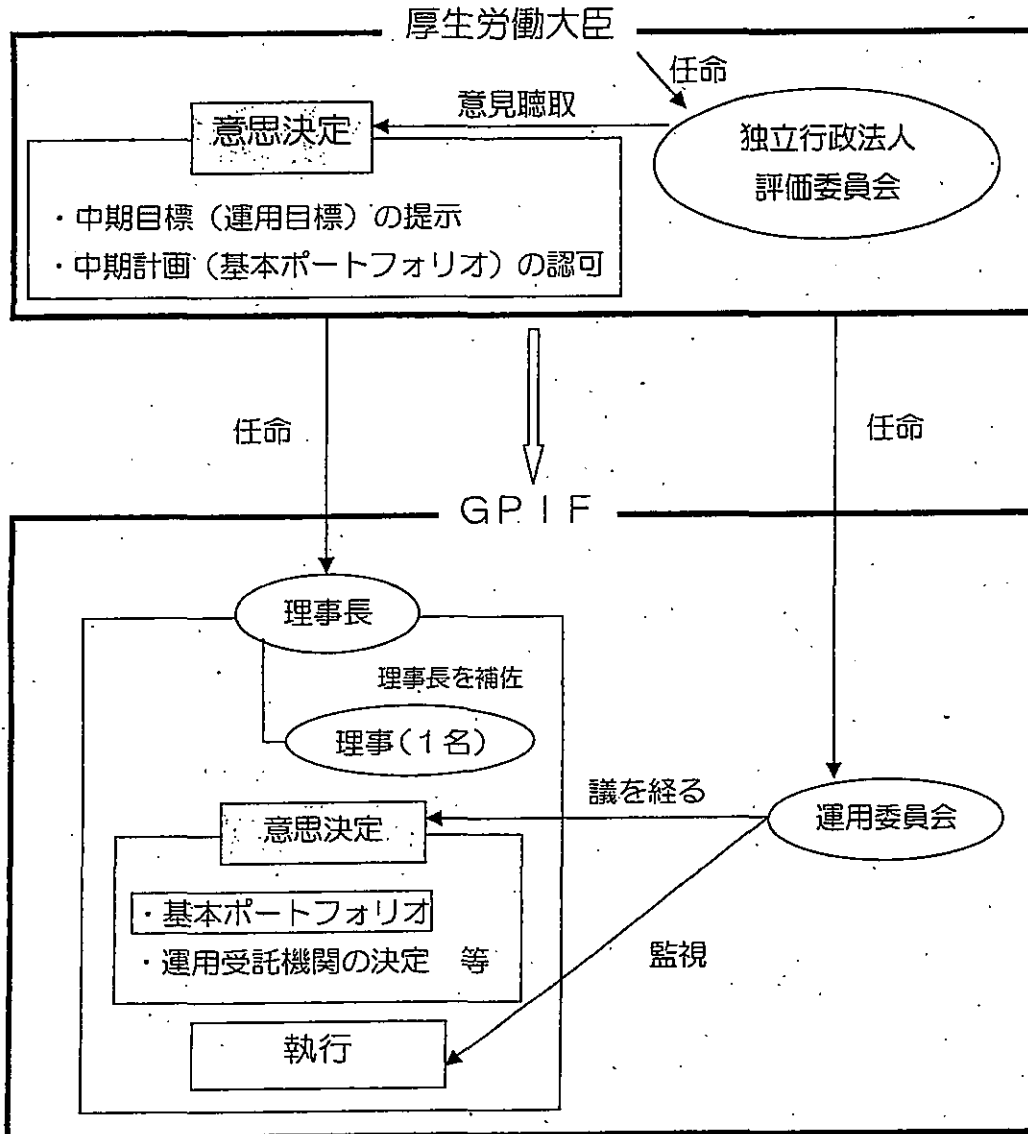 厚生労働大臣
任命
意見聴取
意思決定
独立行政法人
評価委員会
・中期目標（運用目標）の提示
・中期計画（基本ポートフォリオ）の認可
任命
任命
GPIF
理事長
理事長を補佐
理事（1名）
議を経る
運用委員会
意思決定
・基本ポートフォリオ
・運用受託機関の決定　等
監視
執行